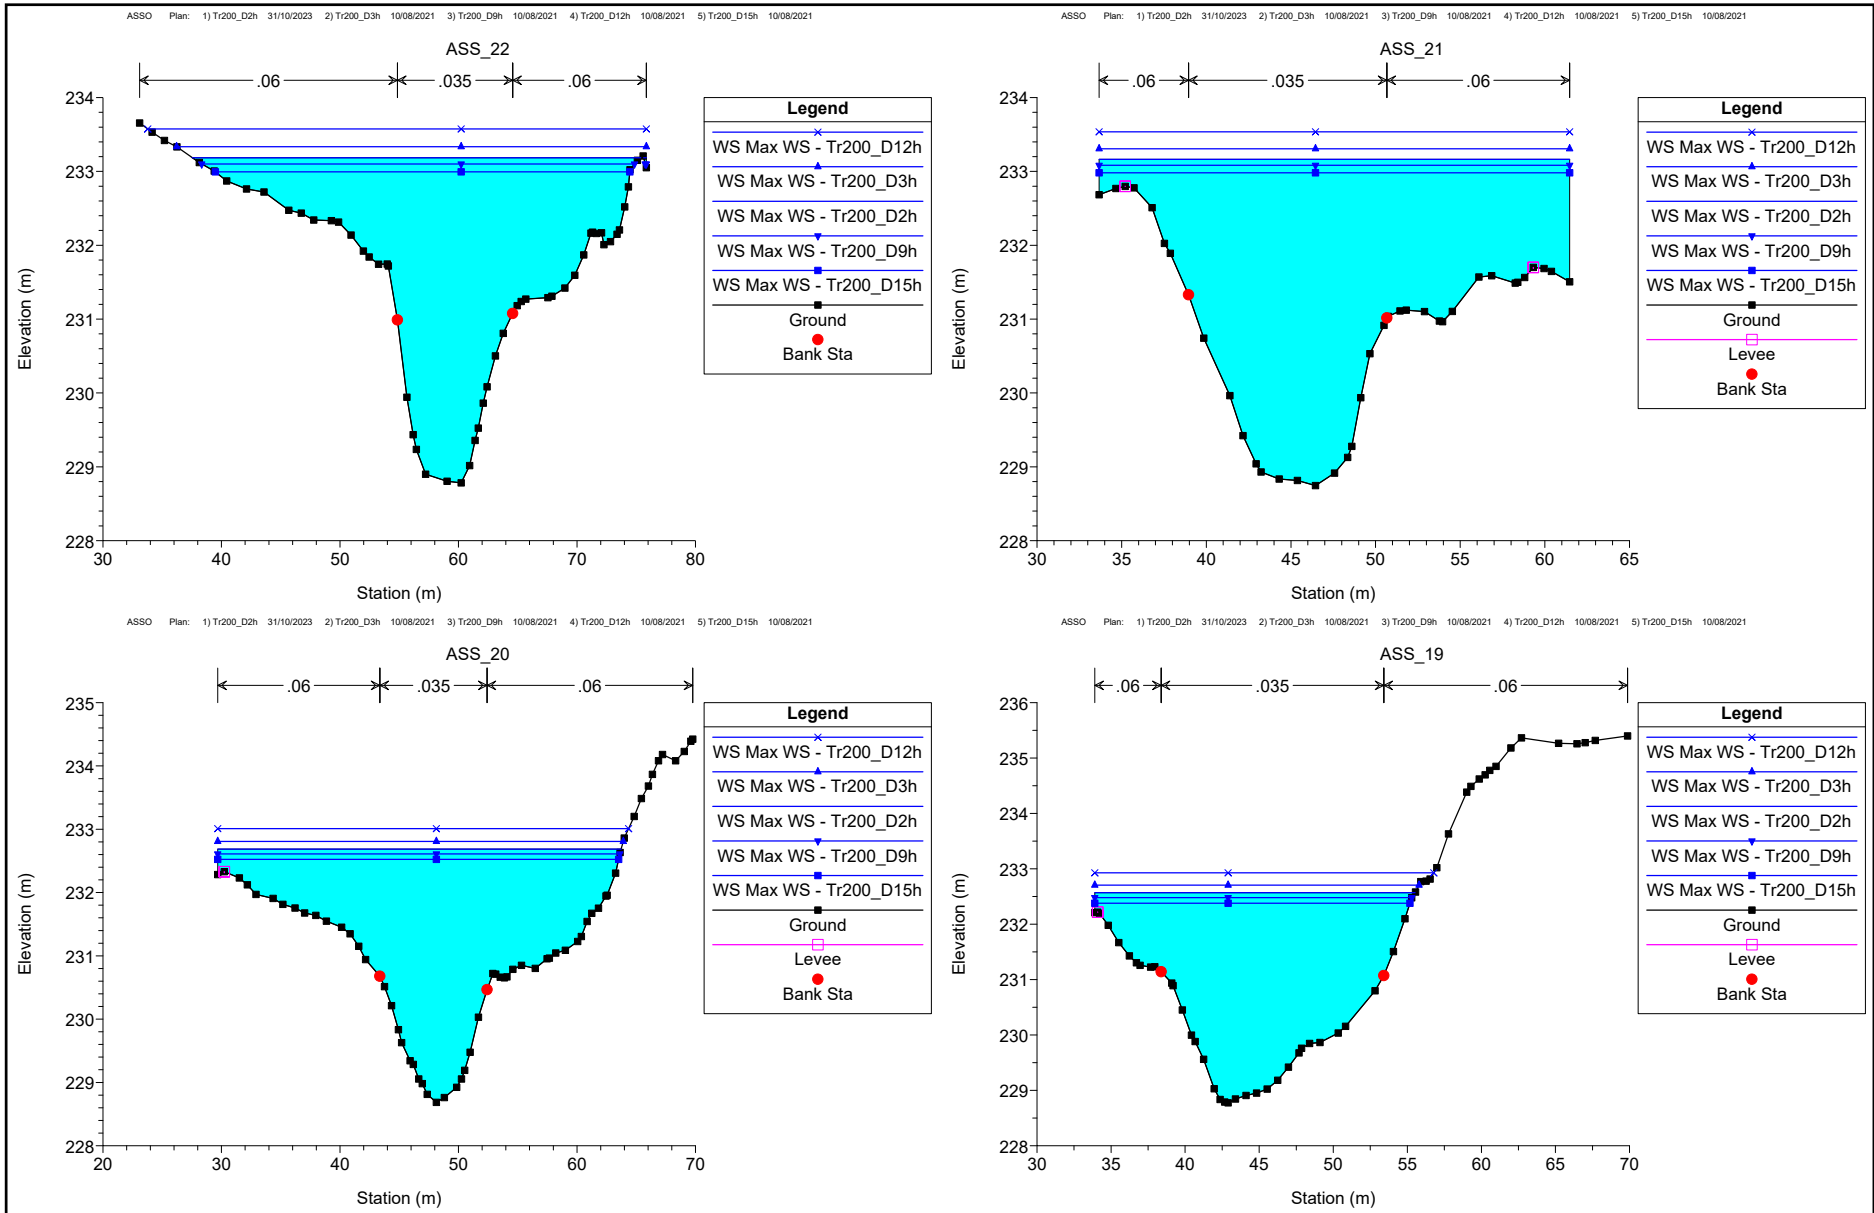 ASSO Plan: 1) Tr200_D2h 31/10/2023 2) Tr200_D3h 10/08/2021 3) Tr200_D9h 10/08/2021 4) Tr200_D12h 10/08/2021 5) Tr200_D15h 10/08/2021
ASS_22
.06 .035 .06
234
233
232
231
230
229
228
Elevation (m)
30 40 50 60 70 80
Station (m)
Legend
WS Max WS - Tr200_D12h
WS Max WS - Tr200_D3h
WS Max WS - Tr200_D2h
WS Max WS - Tr200_D9h
WS Max WS - Tr200_D15h
Ground
Bank Sta
ASSO Plan: 1) Tr200_D2h 31/10/2023 2) Tr200_D3h 10/08/2021 3) Tr200_D9h 10/08/2021 4) Tr200_D12h 10/08/2021 5) Tr200_D15h 10/08/2021
ASS_21
.06 .035 .06
234
233
232
231
230
229
228
Elevation (m)
30 35 40 45 50 55 60 65
Station (m)
Legend
WS Max WS - Tr200_D12h
WS Max WS - Tr200_D3h
WS Max WS - Tr200_D2h
WS Max WS - Tr200_D9h
WS Max WS - Tr200_D15h
Ground
Levee
Bank Sta
ASSO Plan: 1) Tr200_D2h 31/10/2023 2) Tr200_D3h 10/08/2021 3) Tr200_D9h 10/08/2021 4) Tr200_D12h 10/08/2021 5) Tr200_D15h 10/08/2021
ASS_20
.06 .035 .06
235
234
233
232
231
230
229
228
Elevation (m)
20 30 40 50 60 70
Station (m)
Legend
WS Max WS - Tr200_D12h
WS Max WS - Tr200_D3h
WS Max WS - Tr200_D2h
WS Max WS - Tr200_D9h
WS Max WS - Tr200_D15h
Ground
Levee
Bank Sta
ASSO Plan: 1) Tr200_D2h 31/10/2023 2) Tr200_D3h 10/08/2021 3) Tr200_D9h 10/08/2021 4) Tr200_D12h 10/08/2021 5) Tr200_D15h 10/08/2021
ASS_19
.06 .035 .06
236
235
234
233
232
231
230
229
228
Elevation (m)
30 35 40 45 50 55 60 65 70
Station (m)
Legend
WS Max WS - Tr200_D12h
WS Max WS - Tr200_D3h
WS Max WS - Tr200_D2h
WS Max WS - Tr200_D9h
WS Max WS - Tr200_D15h
Ground
Levee
Bank Sta